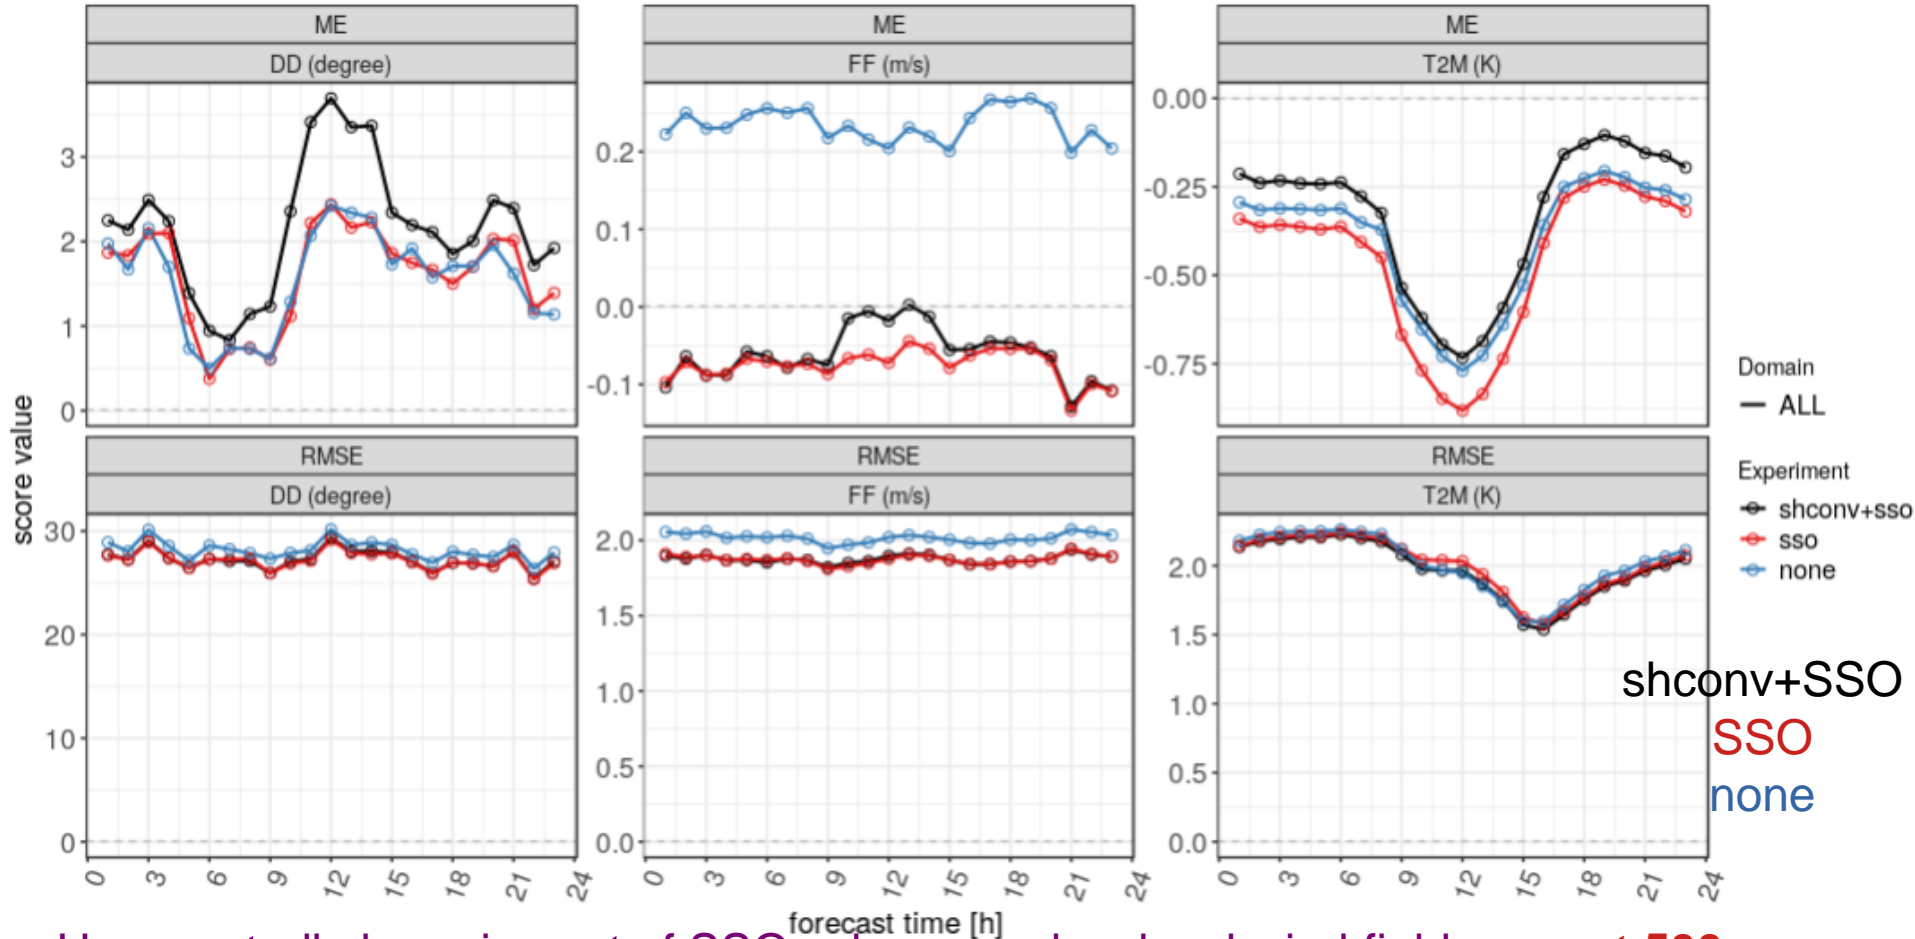 ME
DD (degree)
3
2
1
0
ME
FF (m/s)
0.2
0.1
0.0
-0.1
ME
T2M (K)
0.00
-0.25
-0.50
-0.75
score value
RMSE
DD (degree)
30
20
10
0
0 3 6 9 12 15 18 21 24
RMSE
FF (m/s)
2.0
1.5
1.0
0.5
0.0
0 3 6 9 12 15 18 21 24
RMSE
T2M (K)
2.0
1.5
1.0
0.5
0.0
0 3 6 9 12 15 18 21 24
forecast time [h]
Domain
ALL
Experiment
shconv+sso
sso
none
shconv+SSO
SSO
none